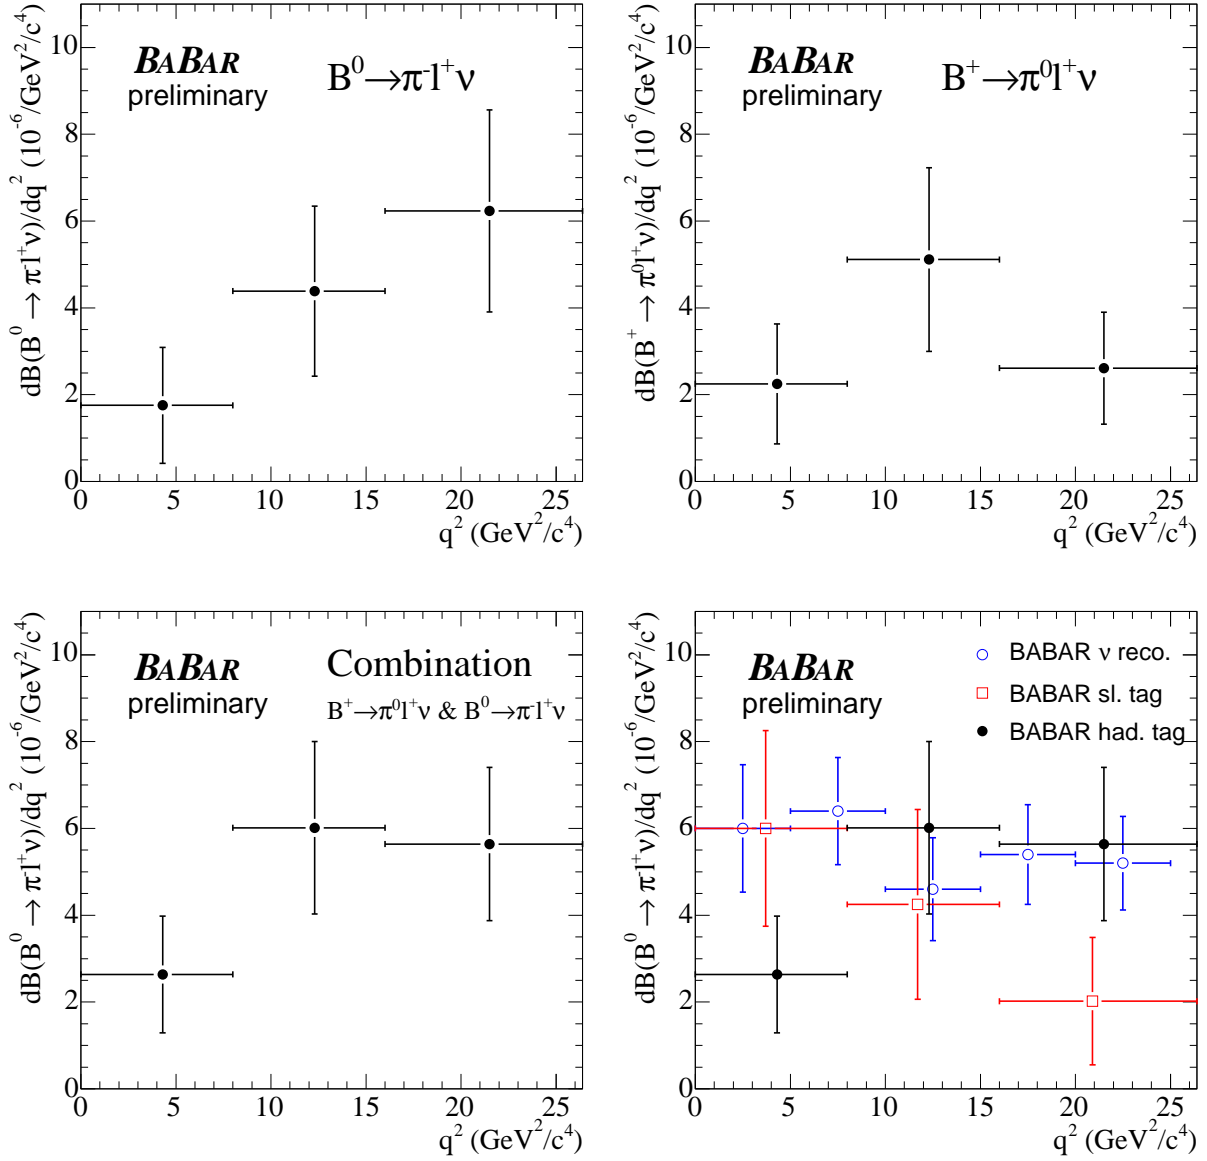 BABAR
preliminary
B⁰→π⁻l⁺ν
dB(B⁰ → π⁻l⁺ν)/dq² (10⁻⁶/GeV²/c⁴)
10
8
6
4
2
0
0 5 10 15 20 25
q² (GeV²/c⁴)
BABAR
preliminary
B⁺→π⁰l⁺ν
dB(B⁺ → π⁰l⁺ν)/dq² (10⁻⁶/GeV²/c⁴)
10
8
6
4
2
0
0 5 10 15 20 25
q² (GeV²/c⁴)
BABAR
preliminary
Combination
B⁺→π⁰l⁺ν & B⁰→π⁻l⁺ν
dB(B⁰ → π⁻l⁺ν)/dq² (10⁻⁶/GeV²/c⁴)
10
8
6
4
2
0
0 5 10 15 20 25
q² (GeV²/c⁴)
BABAR
preliminary
BABAR ν reco.
BABAR sl. tag
BABAR had. tag
dB(B⁰ → π⁻l⁺ν)/dq² (10⁻⁶/GeV²/c⁴)
10
8
6
4
2
0
0 5 10 15 20 25
q² (GeV²/c⁴)